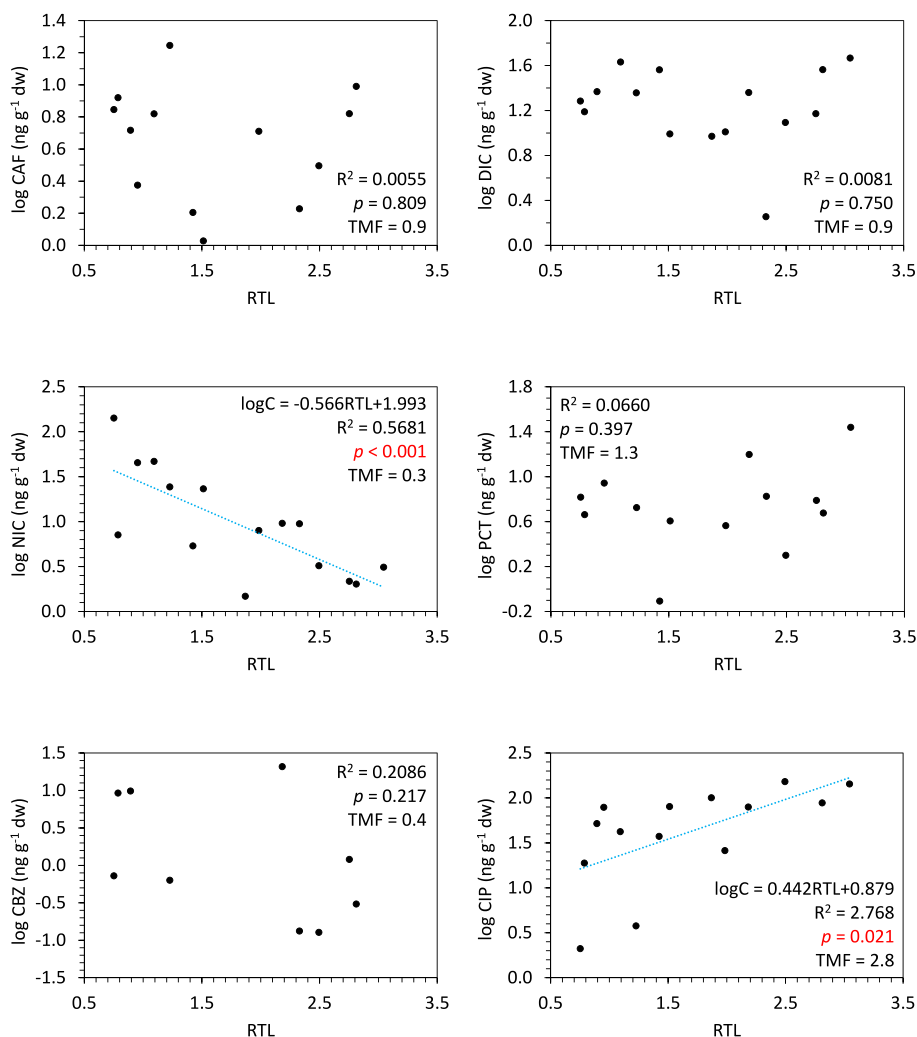 1.4
1.2
1.0
0.8
0.6
0.4
0.2
0.0
log CAF (ng g⁻¹ dw)
R² = 0.0055
p = 0.809
TMF = 0.9
0.5
1.5
2.5
3.5
RTL
2.0
1.6
1.2
0.8
0.4
0.0
log DIC (ng g⁻¹ dw)
R² = 0.0081
p = 0.750
TMF = 0.9
0.5
1.5
2.5
3.5
RTL
2.5
2.0
1.5
1.0
0.5
0.0
log NIC (ng g⁻¹ dw)
logC = -0.566RTL+1.993
R² = 0.5681
p < 0.001
TMF = 0.3
0.5
1.5
2.5
3.5
RTL
1.8
1.4
1.0
0.6
0.2
-0.2
log PCT (ng g⁻¹ dw)
R² = 0.0660
p = 0.397
TMF = 1.3
0.5
1.5
2.5
3.5
RTL
1.5
1.0
0.5
0.0
-0.5
-1.0
-1.5
log CBZ (ng g⁻¹ dw)
R² = 0.2086
p = 0.217
TMF = 0.4
0.5
1.5
2.5
3.5
RTL
2.5
2.0
1.5
1.0
0.5
0.0
log CIP (ng g⁻¹ dw)
logC = 0.442RTL+0.879
R² = 2.768
p = 0.021
TMF = 2.8
0.5
1.5
2.5
3.5
RTL